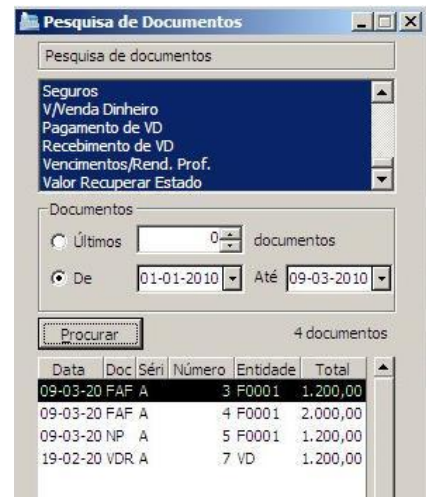 Pesquisa de Documentos
Pesquisa de documentos
Seguros
V/Venda Dinheiro
Pagamento de VD
Recebimento de VD
Vencimentos/Rend. Prof.
Valor Recuperar Estado
Documentos
Últimos 0 documentos
De 01-01-2010 Até 09-03-2010
Procurar 4 documentos
Data Doc Séri Número Entidade Total
09-03-20 FAF A 3 F0001 1.200,00
09-03-20 FAF A 4 F0001 2.000,00
09-03-20 NP A 5 F0001 1.200,00
19-02-20 VDR A 7 VD 1.200,00